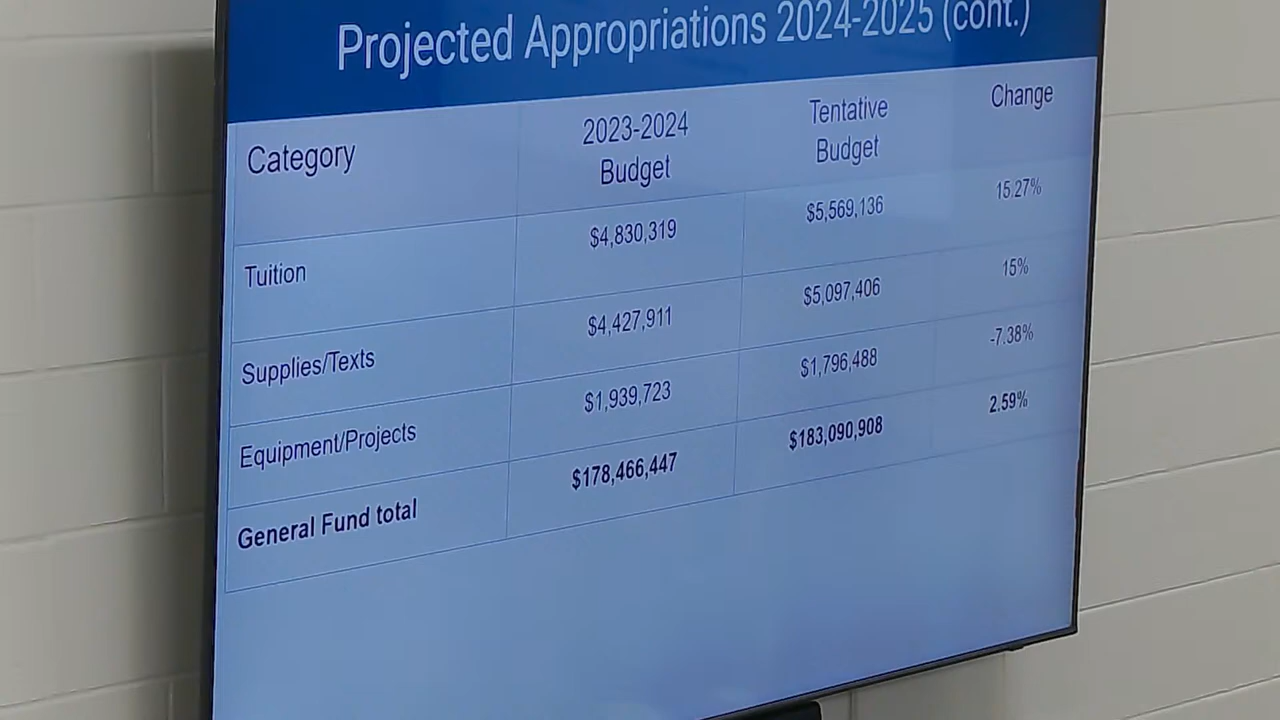 Projected Appropriations 2024-2025 (cont.)
Category 2023-2024 Budget Tentative Budget Change
Tuition $4,830,319 $5,569,136 15.27%
Supplies/Texts $4,427,911 $5,097,406 15%
Equipment/Projects $1,939,723 $1,796,488 -7.38%
General Fund total $178,466,447 $183,090,908 2.59%